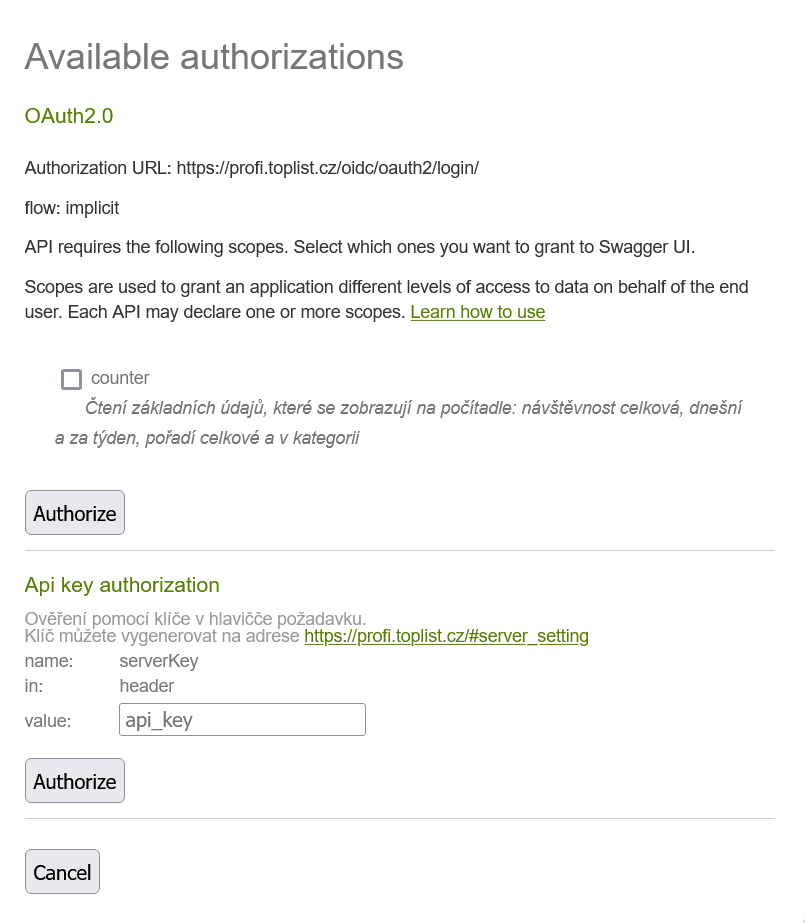 Available authorizations
OAuth2.0
Authorization URL: https://profi.toplist.cz/oidc/oauth2/login/
flow: implicit
API requires the following scopes. Select which ones you want to grant to Swagger UI.
Scopes are used to grant an application different levels of access to data on behalf of the end
user. Each API may declare one or more scopes. Learn how to use
counter
Čtení základních údajů, které se zobrazují na počítadle: návštěvnost celková, dnešní
a za týden, pořadí celkové a v kategorii
Authorize
Api key authorization
Ověření pomocí klíče v hlavičče požadavku.
Klíč můžete vygenerovat na adrese https://profi.toplist.cz/#server_setting
name: serverKey
in: header
value: api_key
Authorize
Cancel